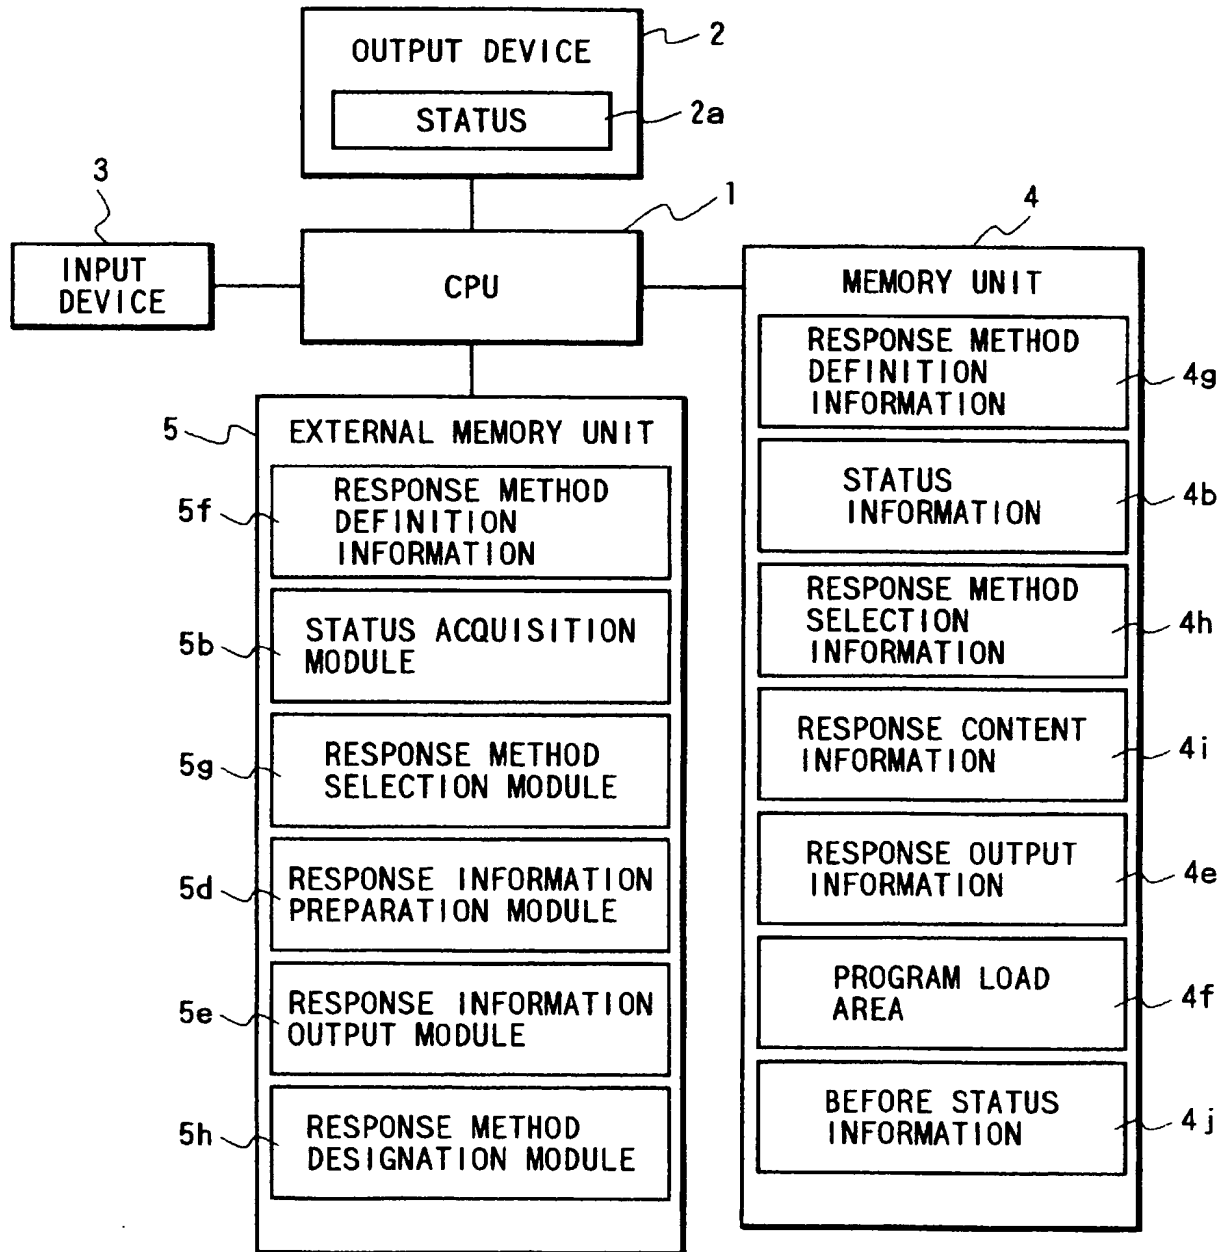 OUTPUT DEVICE
2
STATUS
2a
3
1
4
INPUT
DEVICE
CPU
MEMORY UNIT
RESPONSE METHOD
DEFINITION
INFORMATION
4g
STATUS
INFORMATION
4b
RESPONSE METHOD
SELECTION
INFORMATION
4h
RESPONSE CONTENT
INFORMATION
4i
RESPONSE OUTPUT
INFORMATION
4e
PROGRAM LOAD
AREA
4f
BEFORE STATUS
INFORMATION
4j
5
EXTERNAL MEMORY UNIT
5f
RESPONSE METHOD
DEFINITION
INFORMATION
5b
STATUS ACQUISITION
MODULE
5g
RESPONSE METHOD
SELECTION MODULE
5d
RESPONSE INFORMATION
PREPARATION MODULE
5e
RESPONSE INFORMATION
OUTPUT MODULE
5h
RESPONSE METHOD
DESIGNATION MODULE